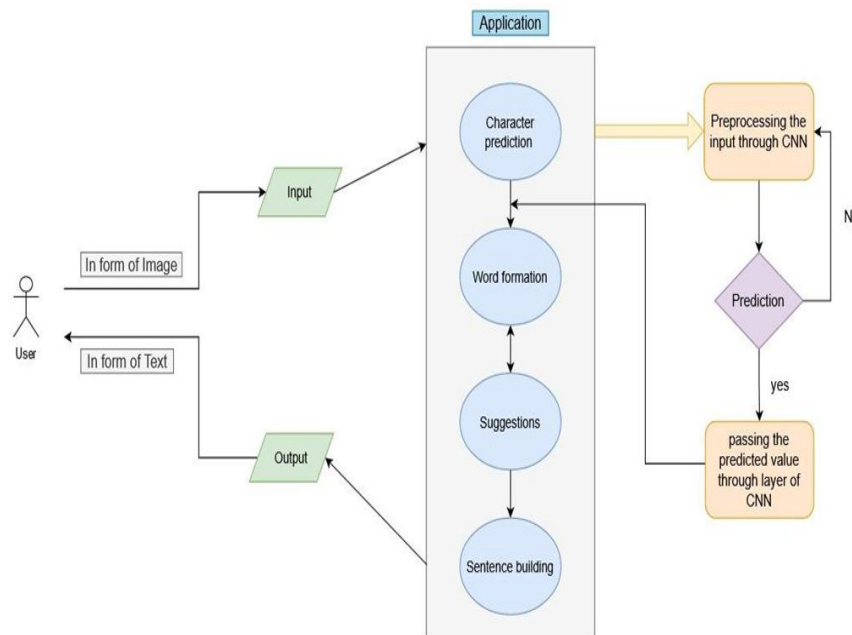 Application
Character
prediction
Preprocessing the
input through CNN
Input
N
In form of Image
Word formation
Prediction
User
In form of Text
yes
Suggestions
passing the
predicted value
through layer of
CNN
Output
Sentence building